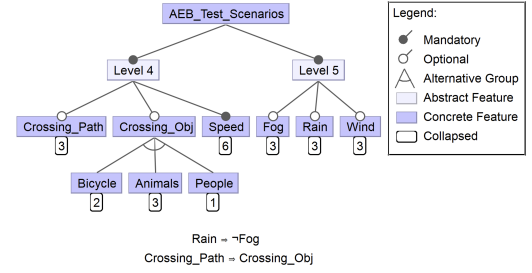 AEB_Test_Scenarios
Legend:
Mandatory
Optional
Alternative Group
Abstract Feature
Concrete Feature
Collapsed
Level 4
Level 5
Crossing_Path
Crossing_Obj
Speed
Fog
Rain
Wind
3
6
3
3
3
Bicycle
Animals
People
2
3
1
Rain ⇒ ¬Fog
Crossing_Path ⇒ Crossing_Obj